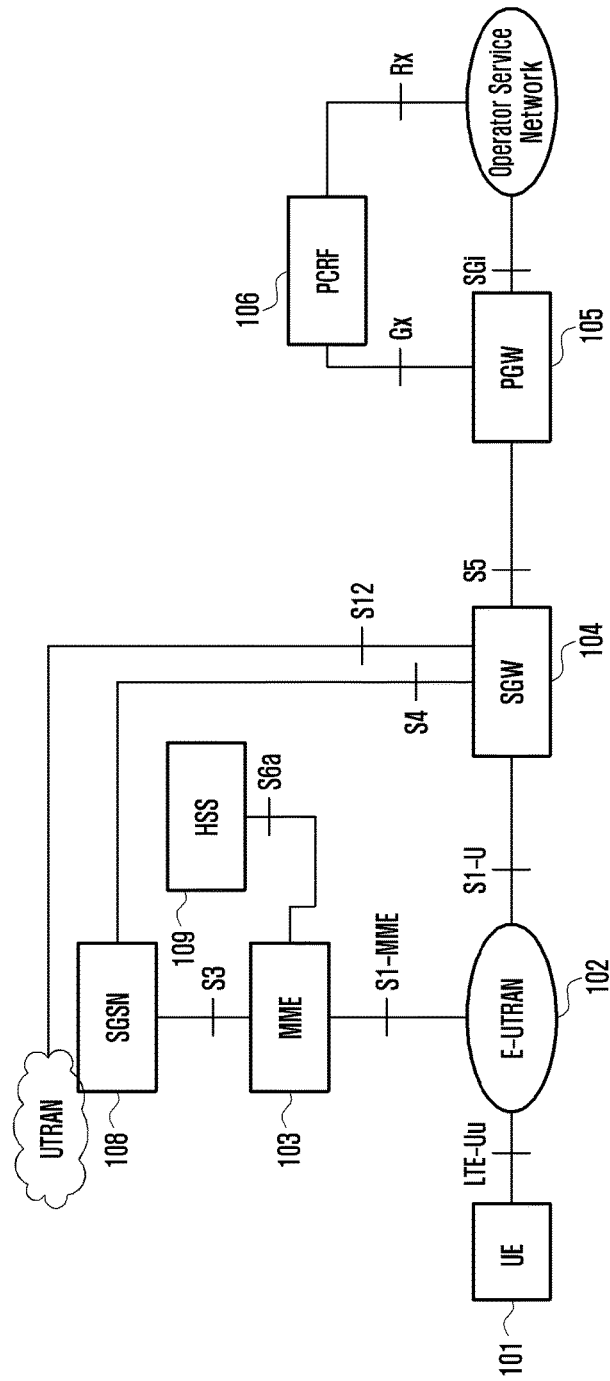 UTRAN
SGSN
108
HSS
109
S3
S6a
MME
103
S1-MME
S12
S4
106
PCRF
Gx
Rx
UE
101
LTE-Uu
E-UTRAN
102
S1-U
SGW
104
S5
PGW
105
SGi
Operator Service
Network